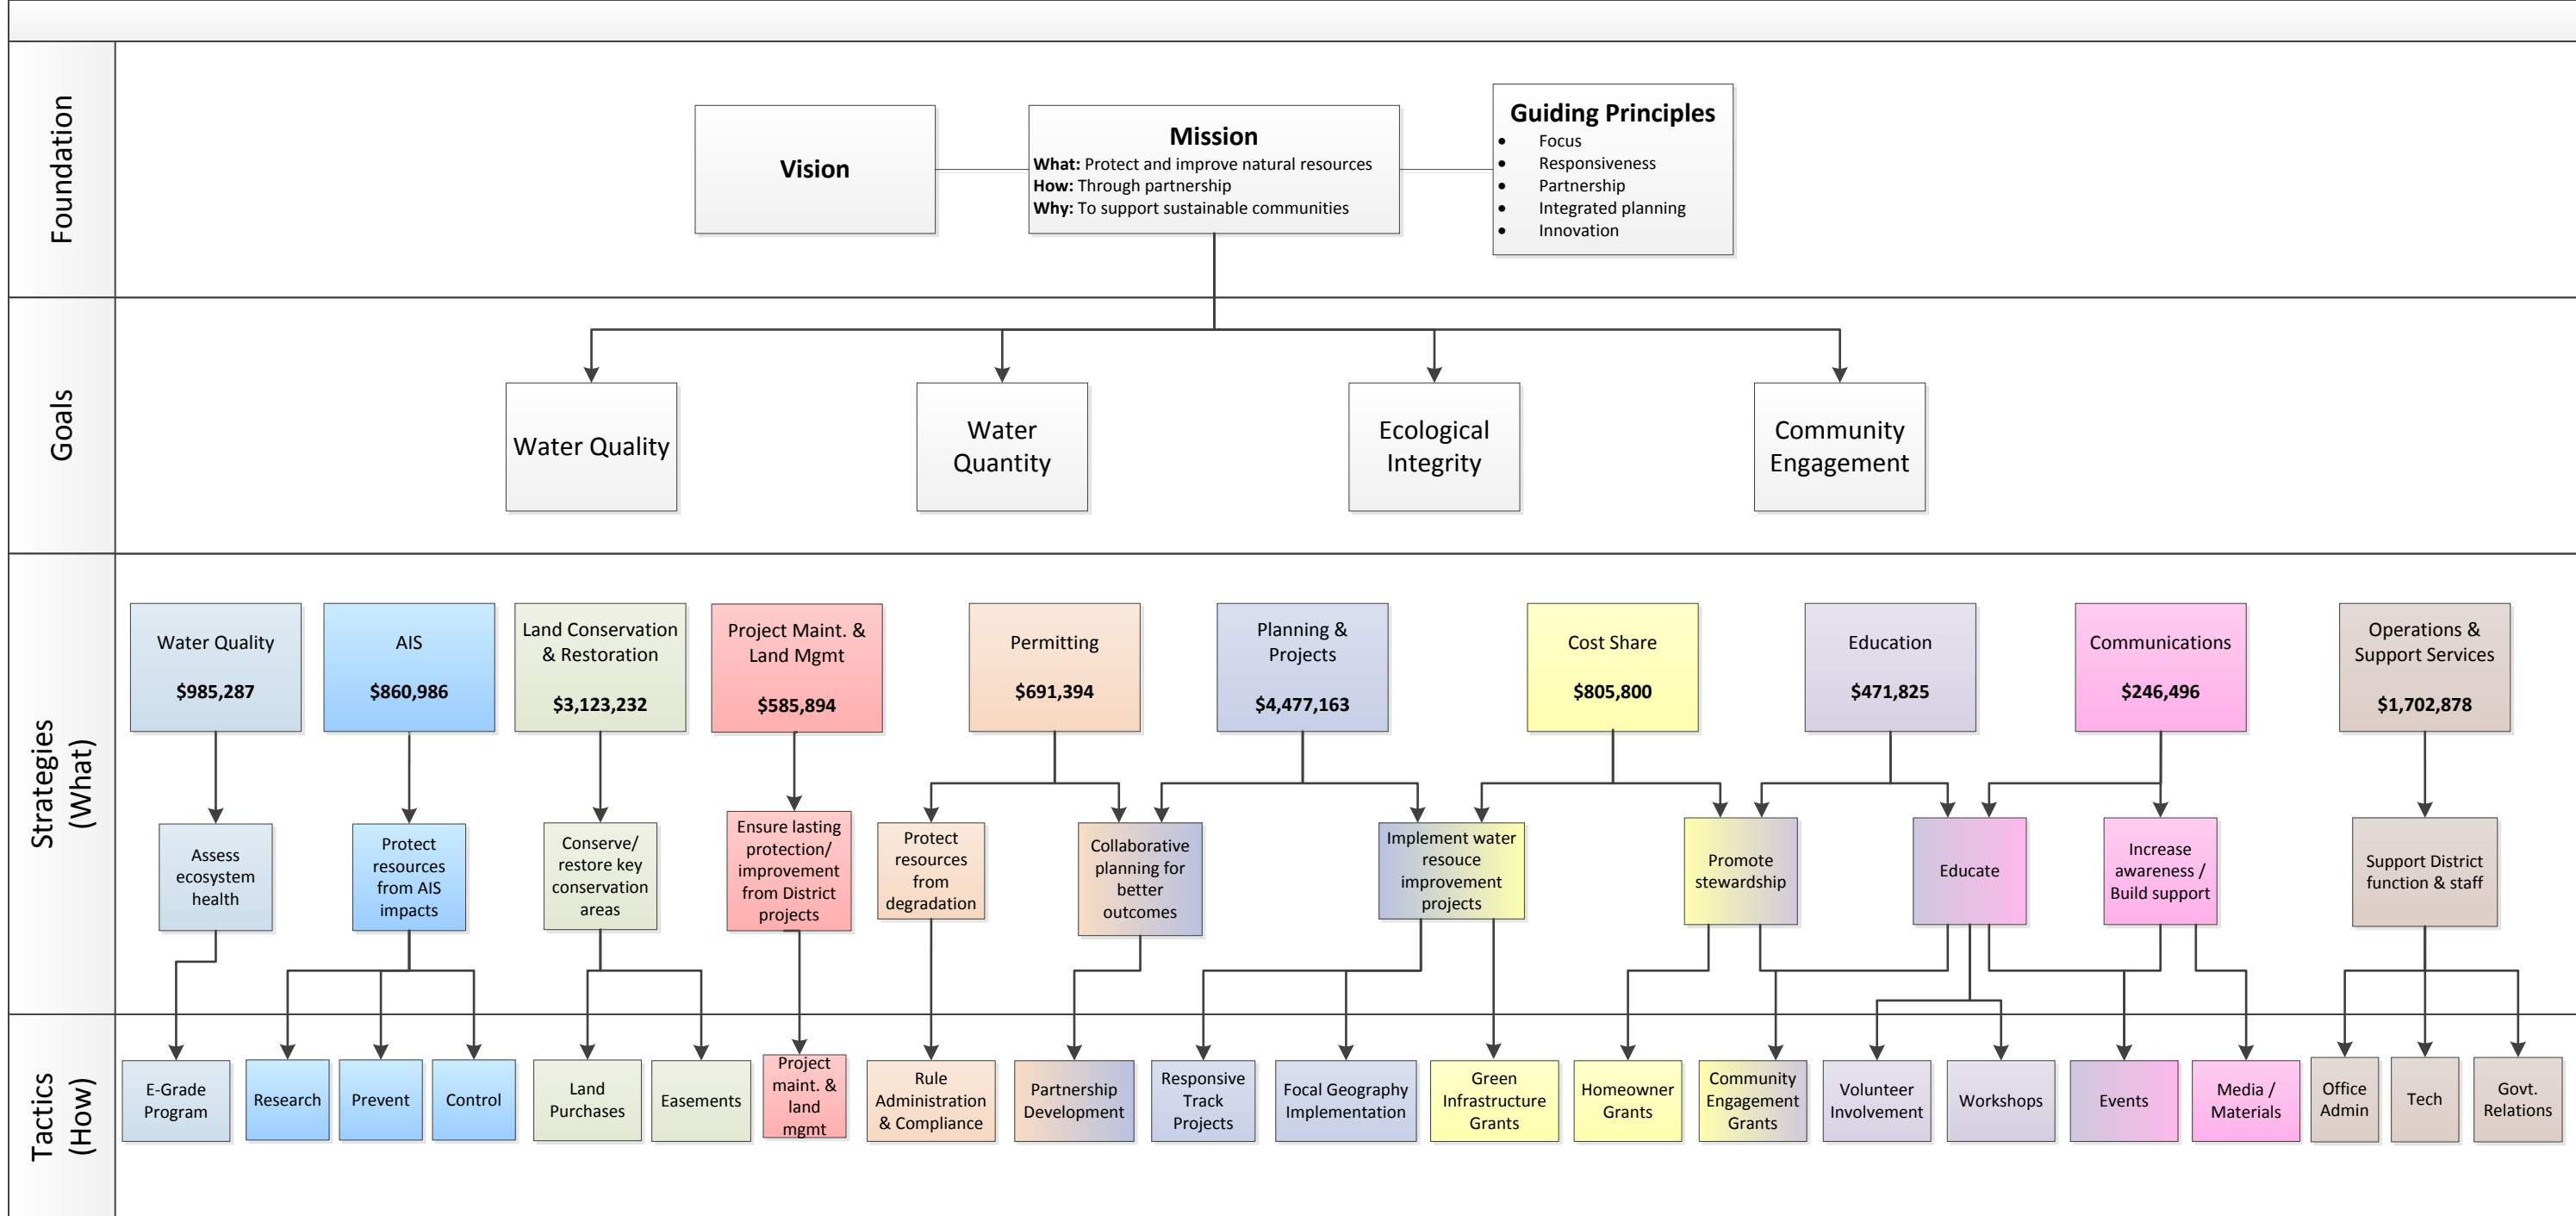 Foundation
Vision
Mission
What: Protect and improve natural resources
How: Through partnership
Why: To support sustainable communities
Guiding Principles
• Focus
• Responsiveness
• Partnership
• Integrated planning
• Innovation
Goals
Water Quality
Water
Quantity
Ecological
Integrity
Community
Engagement
Strategies
(What)
Water Quality
$985,287
AIS
$860,986
Land Conservation
& Restoration
$3,123,232
Project Maint. &
Land Mgmt
$585,894
Permitting
$691,394
Planning &
Projects
$4,477,163
Cost Share
$805,800
Education
$471,825
Communications
$246,496
Operations &
Support Services
$1,702,878
Assess
ecosystem
health
Protect
resources
from AIS
impacts
Conserve/
restore key
conservation
areas
Ensure lasting
protection/
improvement
from District
projects
Protect
resources
from
degradation
Collaborative
planning for
better
outcomes
Implement water
resouce
improvement
projects
Promote
stewardship
Educate
Increase
awareness /
Build support
Support District
function & staff
Tactics
(How)
E-Grade
Program
Research
Prevent
Control
Land
Purchases
Easements
Project
maint. &
land
mgmt
Rule
Administration
& Compliance
Partnership
Development
Responsive
Track
Projects
Focal Geography
Implementation
Green
Infrastructure
Grants
Homeowner
Grants
Community
Engagement
Grants
Volunteer
Involvement
Workshops
Events
Media /
Materials
Office
Admin
Tech
Govt.
Relations